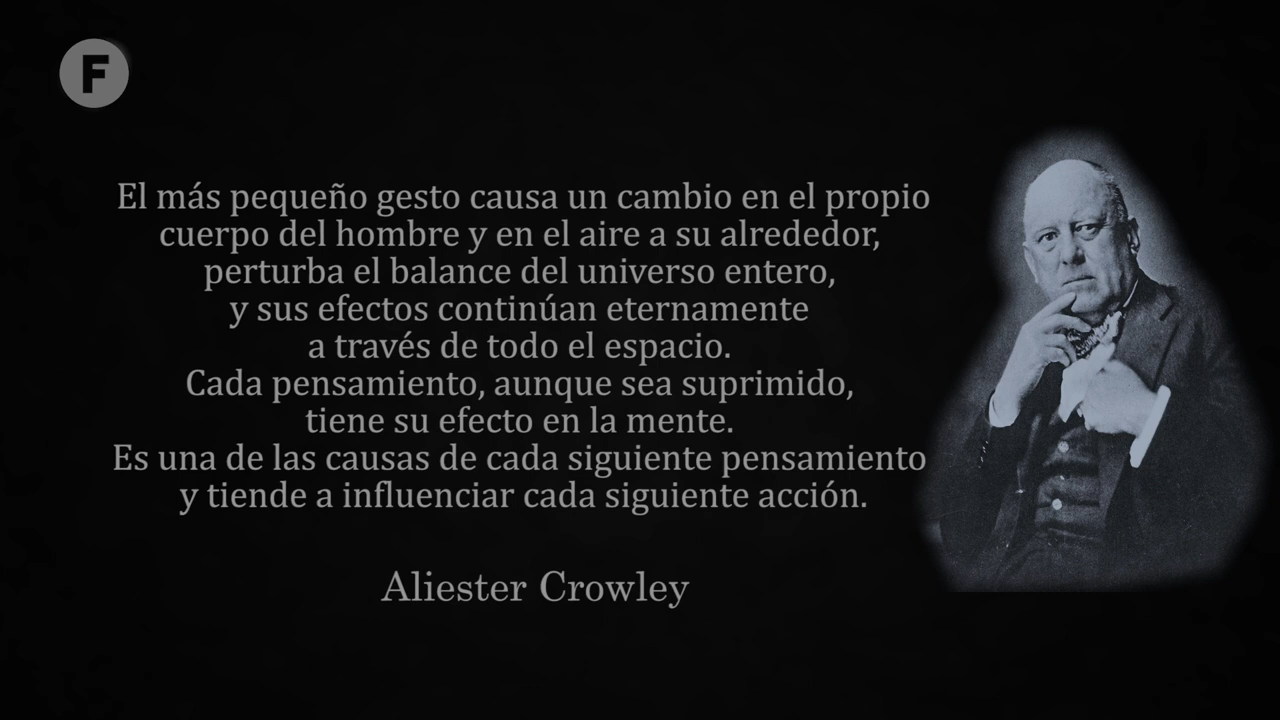 F
El más pequeño gesto causa un cambio en el propio
cuerpo del hombre y en el aire a su alrededor,
perturba el balance del universo entero,
y sus efectos continúan eternamente
a través de todo el espacio.
Cada pensamiento, aunque sea suprimido,
tiene su efecto en la mente.
Es una de las causas de cada siguiente pensamiento
y tiende a influenciar cada siguiente acción.
Aliester Crowley